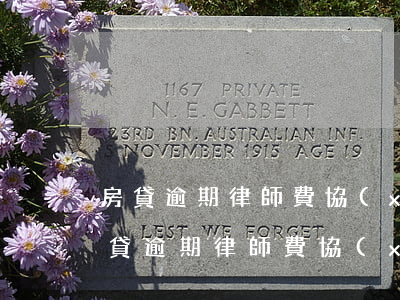 1167 PRIVATE
N. E. GABBETT
23RD BN. AUSTRALIAN INF.
NOVEMBER 1915 AGE 19
房貸逾期律師費協(
LEST WE FORGET
貸逾期律師費協(